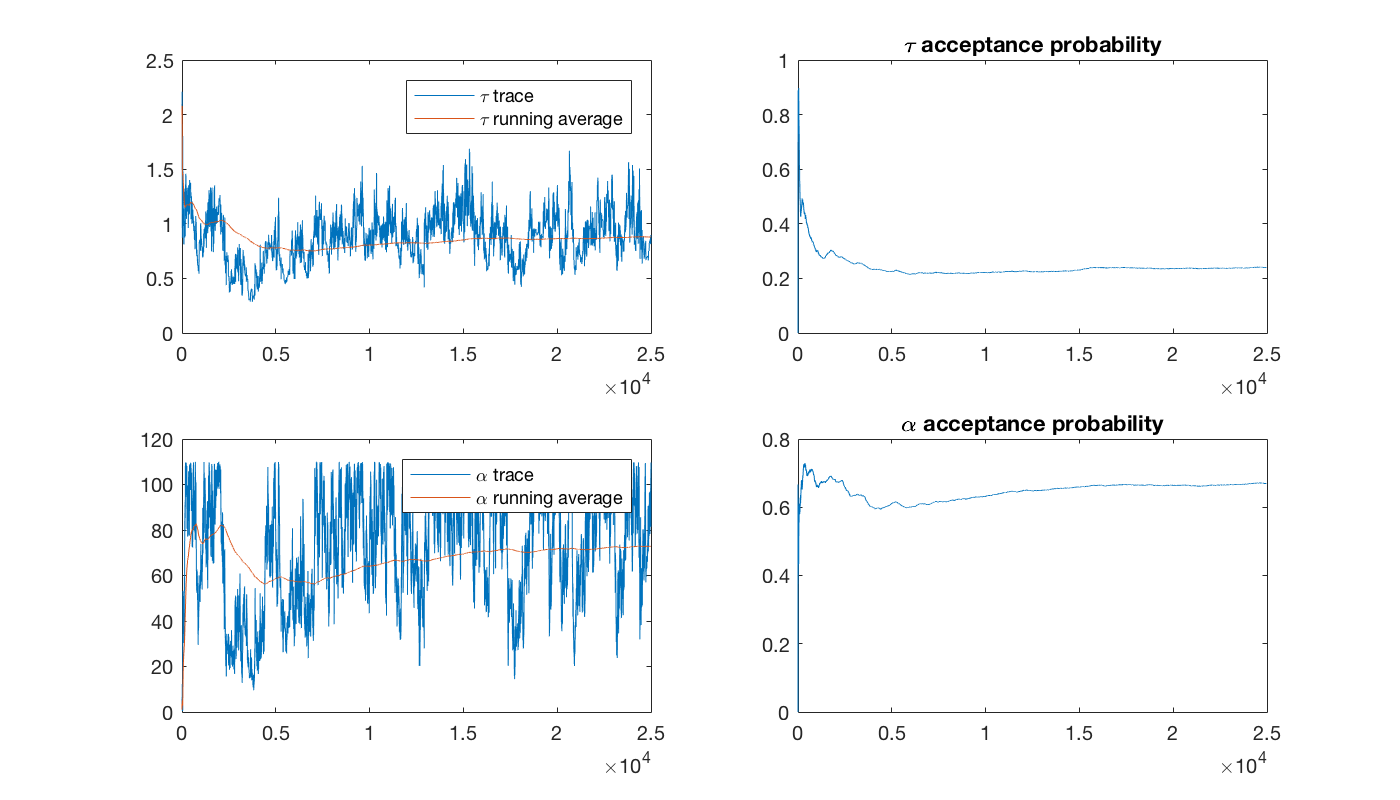 2.5
2
1.5
1
0.5
0
τ trace
τ running average
0 0.5 1 1.5 2 2.5
×10^4
τ acceptance probability
1
0.8
0.6
0.4
0.2
0
0 0.5 1 1.5 2 2.5
×10^4
120
100
80
60
40
20
0
α trace
α running average
0 0.5 1 1.5 2 2.5
×10^4
α acceptance probability
0.8
0.6
0.4
0.2
0
0 0.5 1 1.5 2 2.5
×10^4